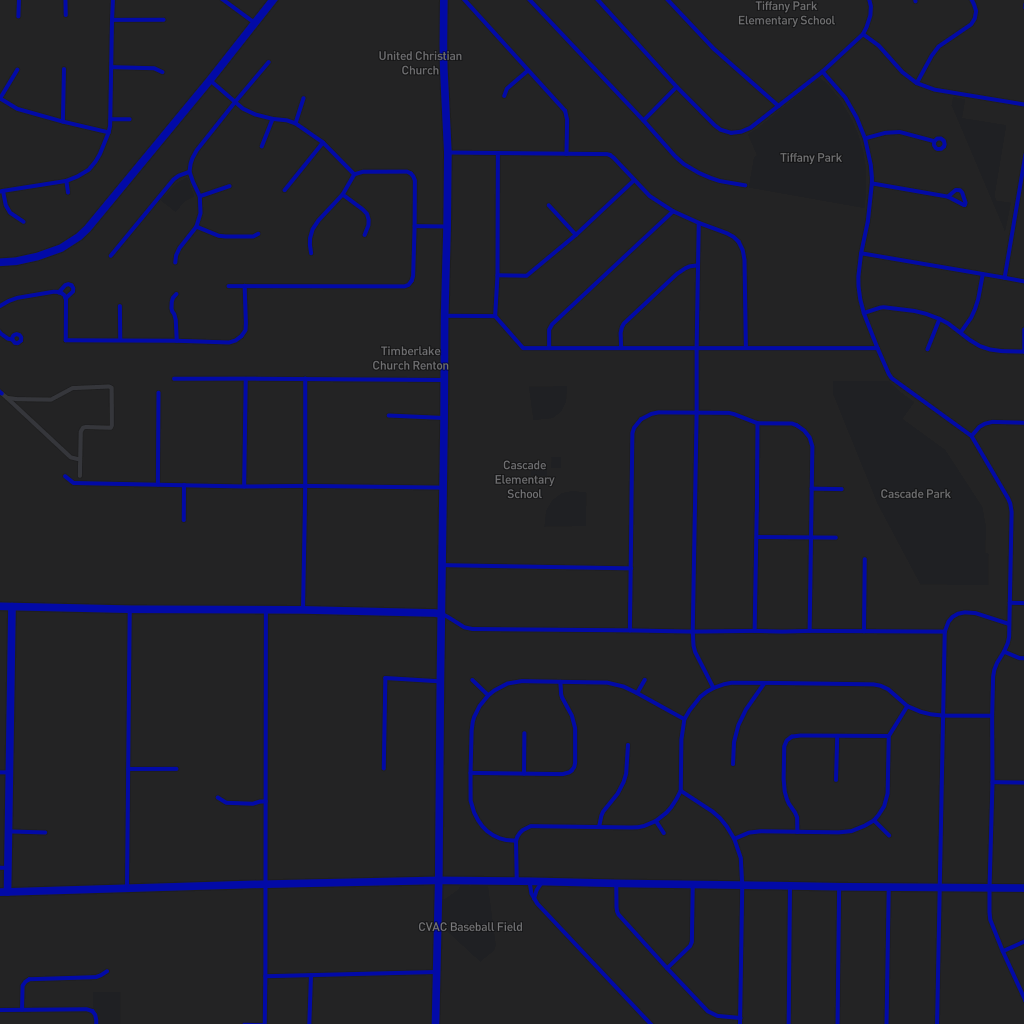 Tiffany Park
Elementary School
United Christian
Church
Tiffany Park
Timberlake
Church Renton
Cascade
Elementary
School
Cascade Park
CVAC Baseball Field